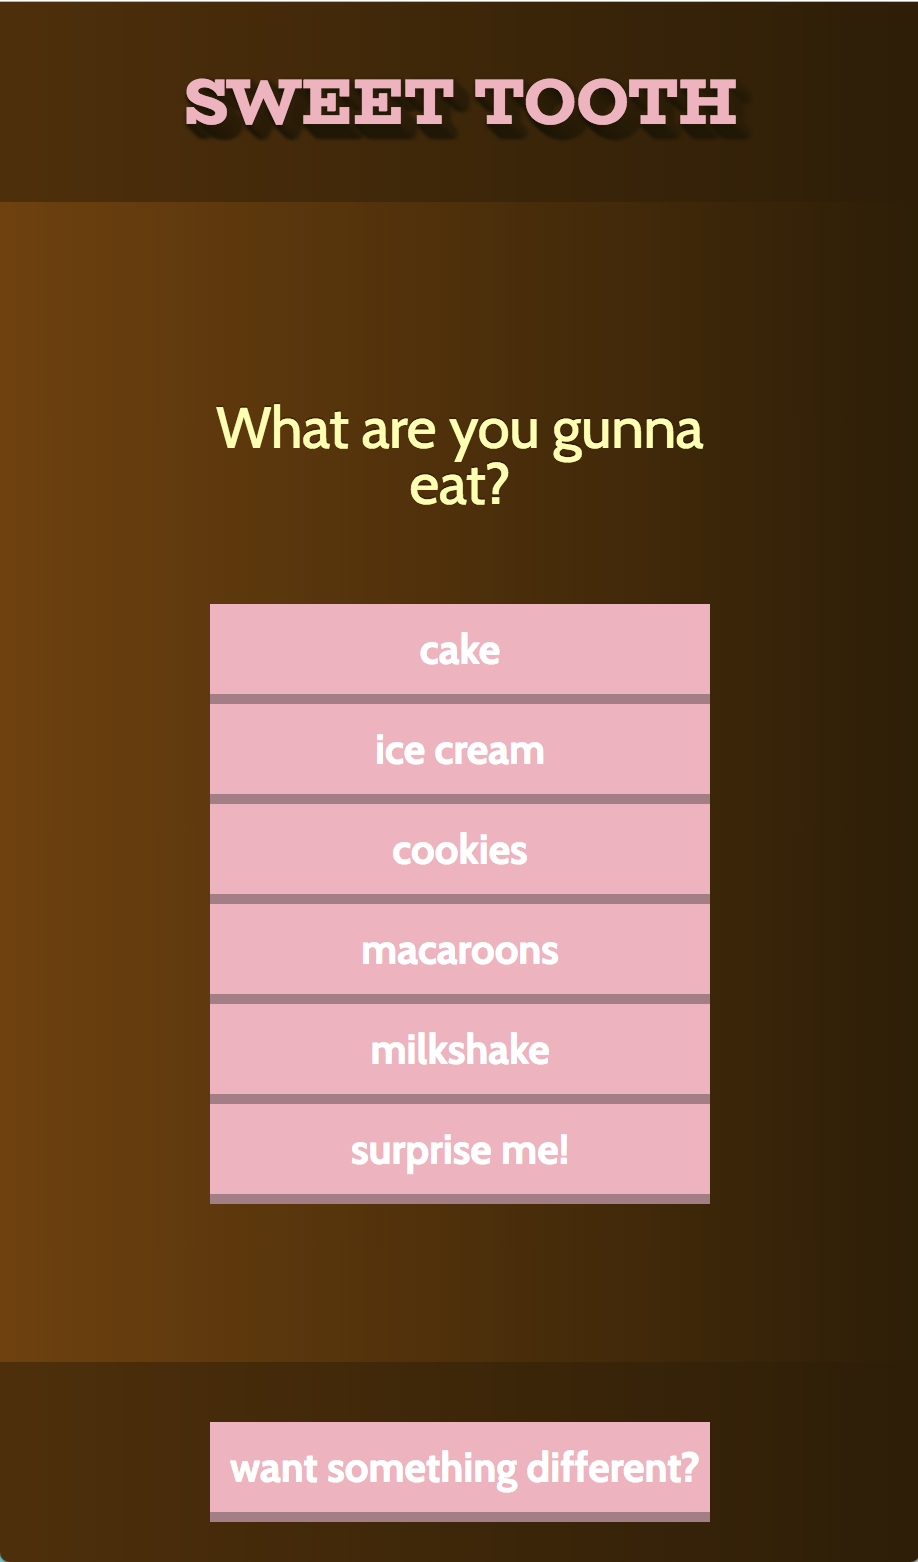 SWEET TOOTH
What are you gunna
eat?
cake
ice cream
cookies
macaroons
milkshake
surprise me!
want something different?